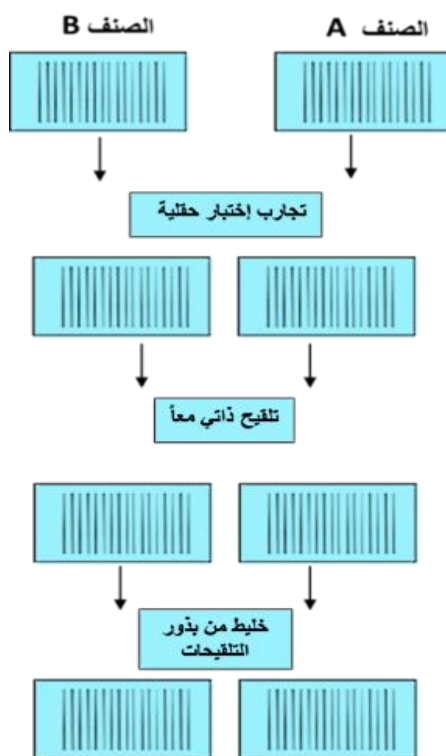 الصنف A
الصنف B
تجارب إختبار حقلية
تلقيح ذاتي معاً
خليط من بذور
التلقيحات